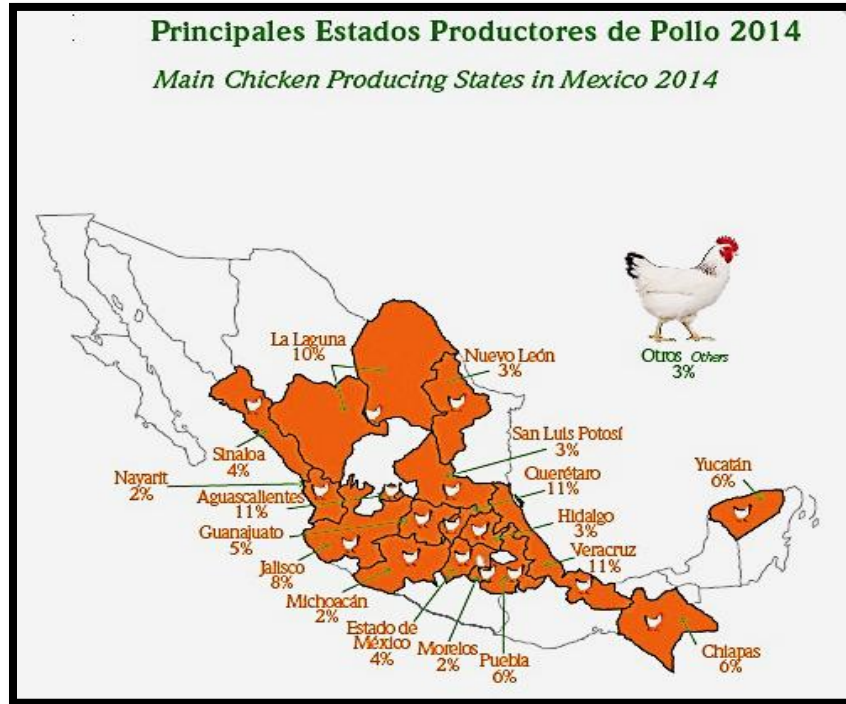 Principales Estados Productores de Pollo 2014
Main Chicken Producing States in Mexico 2014
La Laguna
10%
Nuevo León
3%
Otros Others
3%
San Luis Potosí
3%
Sinaloa
4%
Nayarit
2%
Querétaro
11%
Yucatán
6%
Aguascalientes
11%
Guanajuato
5%
Hidalgo
3%
Veracruz
11%
Jalisco
8%
Michoacán
2%
Estado de
México
4%
Morelos
2%
Puebla
6%
Chiapas
6%